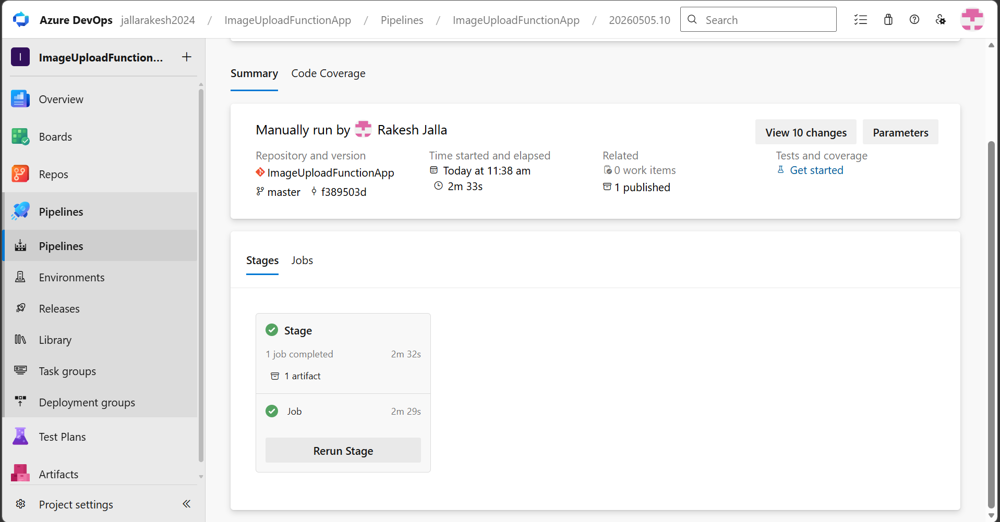 Azure DevOps jallarakesh2024 / ImageUploadFunctionApp / Pipelines / ImageUploadFunctionApp / 20260505.10 Search
I ImageUploadFunction... +
Overview
Boards
Repos
Pipelines
Pipelines
Environments
Releases
Library
Task groups
Deployment groups
Test Plans
Artifacts
Project settings
Summary Code Coverage
Manually run by Rakesh Jalla
View 10 changes Parameters
Repository and version
ImageUploadFunctionApp
master f389503d
Time started and elapsed
Today at 11:38 am
2m 33s
Related
0 work items
1 published
Tests and coverage
Get started
Stages Jobs
Stage
1 job completed 2m 32s
1 artifact
Job 2m 29s
Rerun Stage